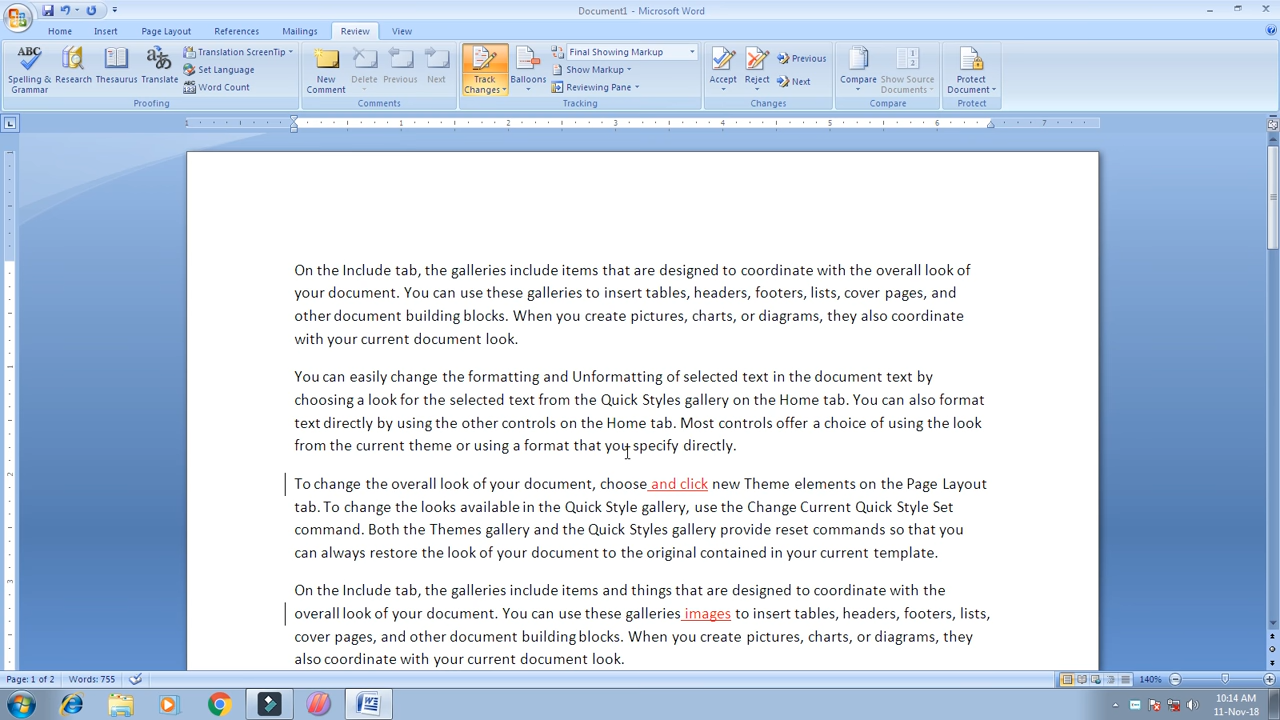 Document1 - Microsoft Word
Home Insert Page Layout References Mailings Review View
Spelling & Grammar
Research
Thesaurus
Translate
Translation ScreenTip
Set Language
Word Count
Proofing
New Comment
Delete
Previous
Next
Comments
Track Changes
Balloons
Final Showing Markup
Show Markup
Reviewing Pane
Tracking
Accept
Reject
Previous
Next
Changes
Compare
Show Source Documents
Compare
Protect Document
Protect
1 1 2 3 4 5 6 7
On the Include tab, the galleries include items that are designed to coordinate with the overall look of
your document. You can use these galleries to insert tables, headers, footers, lists, cover pages, and
other document building blocks. When you create pictures, charts, or diagrams, they also coordinate
with your current document look.
You can easily change the formatting and Unformatting of selected text in the document text by
choosing a look for the selected text from the Quick Styles gallery on the Home tab. You can also format
text directly by using the other controls on the Home tab. Most controls offer a choice of using the look
from the current theme or using a format that you specify directly.
To change the overall look of your document, choose and click new Theme elements on the Page Layout
tab. To change the looks available in the Quick Style gallery, use the Change Current Quick Style Set
command. Both the Themes gallery and the Quick Styles gallery provide reset commands so that you
can always restore the look of your document to the original contained in your current template.
On the Include tab, the galleries include items and things that are designed to coordinate with the
overall look of your document. You can use these galleries images to insert tables, headers, footers, lists,
cover pages, and other document building blocks. When you create pictures, charts, or diagrams, they
also coordinate with your current document look.
Page: 1 of 2 Words: 755
140%
10:14 AM
11-Nov-18